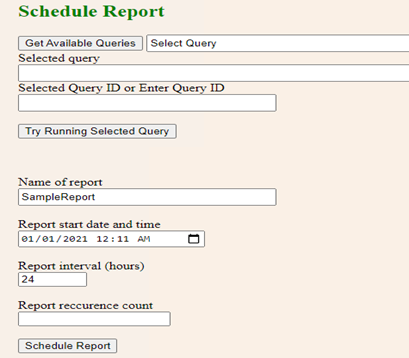 Schedule Report
Get Available Queries Select Query
Selected query
Selected Query ID or Enter Query ID
Try Running Selected Query
Name of report
SampleReport
Report start date and time
01/01/2021 12:11 AM
Report interval (hours)
24
Report reccurence count
Schedule Report